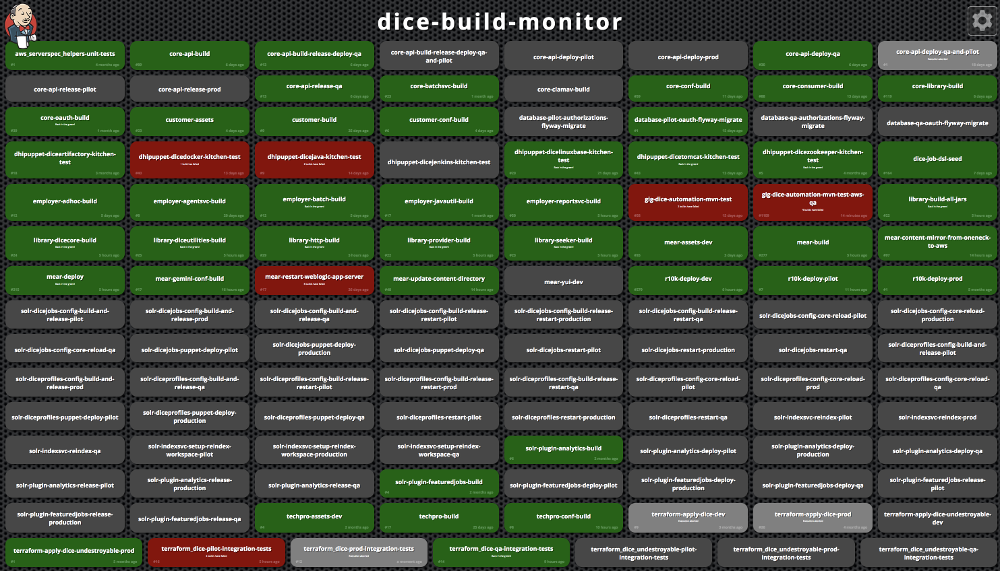 dice-build-monitor
aws_serverspec_helpers-unit-tests
#1 4 months ago
core-api-build
#89 6 days ago
core-api-build-release-deploy-qa
#13 6 days ago
core-api-build-release-deploy-qa-
and-pilot
core-api-deploy-pilot
core-api-deploy-prod
core-api-deploy-qa
#30 6 days ago
core-api-deploy-qa-and-pilot
Execution aborted
#1 10 days ago
core-api-release-pilot
core-api-release-prod
core-api-release-qa
#13 6 days ago
core-batchsvc-build
#23 1 month ago
core-clamav-build
core-conf-build
#59 11 days ago
core-consumer-build
#68 13 days ago
core-library-build
#119 6 days ago
core-oauth-build
Back in the green!
#38 1 month ago
customer-assets
#33 4 days ago
customer-build
#9 25 days ago
customer-conf-build
#6 4 days ago
database-pilot-authorizations-
flyway-migrate
database-pilot-oauth-flyway-migrate
#1 10 days ago
database-qa-authorizations-flyway-
migrate
database-qa-oauth-flyway-migrate
dhipuppet-diceartifactory-kitchen-
test
#18 3 months ago
dhipuppet-dicedocker-kitchen-test
1 build has failed
#40 13 days ago
dhipuppet-dicejava-kitchen-test
2 builds have failed
#9 14 days ago
dhipuppet-dicejenkins-kitchen-test
dhipuppet-dicelinuxbase-kitchen-
test
Back in the green!
#30 21 days ago
dhipuppet-dicetomcat-kitchen-test
Back in the green!
#43 13 days ago
dhipuppet-dicezookeeper-kitchen-
test
Back in the green!
#5 4 months ago
dice-job-dsl-seed
#164 7 days ago
employer-adhoc-build
#12 5 days ago
employer-agentsvc-build
#8 20 days ago
employer-batch-build
Back in the green!
#12 5 days ago
employer-javautil-build
#17 1 month ago
employer-reportsvc-build
#50 5 hours ago
gig-dice-automation-mvn-test
2 builds have failed
#58 15 days ago
gig-dice-automation-mvn-test-aws-
qa
#1100 14 minutes ago
library-build-all-jars
Back in the green!
#22 5 hours ago
library-dicecore-build
Back in the green!
#24 5 hours ago
library-diceutilities-build
Back in the green!
#25 5 hours ago
library-http-build
Back in the green!
#20 5 hours ago
library-provider-build
Back in the green!
#22 5 hours ago
library-seeker-build
Back in the green!
#23 5 hours ago
mear-assets-dev
#36 3 days ago
mear-build
#277 5 hours ago
mear-content-mirror-from-oneneck-
to-aws
#57 14 hours ago
mear-deploy
Back in the green!
#215 5 hours ago
mear-gemini-conf-build
#17 10 hours ago
mear-restart-weblogic-app-server
#17 26 days ago
mear-update-content-directory
#48 14 hours ago
mear-yui-dev
r10k-deploy-dev
#279 6 hours ago
r10k-deploy-pilot
#7 11 hours ago
r10k-deploy-prod
#1 5 months ago
solr-dicejobs-config-build-and-
release-pilot
solr-dicejobs-config-build-and-
release-prod
solr-dicejobs-config-build-and-
release-qa
solr-dicejobs-config-build-release-
restart-pilot
solr-dicejobs-config-build-release-
restart-production
solr-dicejobs-config-build-release-
restart-qa
solr-dicejobs-config-core-reload-pilot
solr-dicejobs-config-core-reload-
production
solr-dicejobs-config-core-reload-qa
solr-dicejobs-puppet-deploy-pilot
solr-dicejobs-puppet-deploy-
production
solr-dicejobs-puppet-deploy-qa
solr-dicejobs-restart-pilot
solr-dicejobs-restart-production
solr-dicejobs-restart-qa
solr-diceprofiles-config-build-and-
release-pilot
solr-diceprofiles-config-build-and-
release-prod
solr-diceprofiles-config-build-and-
release-qa
solr-diceprofiles-config-build-release-
restart-pilot
solr-diceprofiles-config-build-release-
restart-prod
solr-diceprofiles-config-build-release-
restart-qa
solr-diceprofiles-config-core-reload-
pilot
solr-diceprofiles-config-core-reload-
prod
solr-diceprofiles-config-core-reload-
qa
solr-diceprofiles-puppet-deploy-pilot
solr-diceprofiles-puppet-deploy-
production
solr-diceprofiles-puppet-deploy-qa
solr-diceprofiles-restart-pilot
solr-diceprofiles-restart-production
solr-diceprofiles-restart-qa
solr-indexsvc-reindex-pilot
solr-indexsvc-reindex-prod
solr-indexsvc-reindex-qa
solr-indexsvc-setup-reindex-
workspace-pilot
solr-indexsvc-setup-reindex-
workspace-production
solr-indexsvc-setup-reindex-
workspace-qa
solr-plugin-analytics-build
#6 2 months ago
solr-plugin-analytics-deploy-pilot
solr-plugin-analytics-deploy-
production
solr-plugin-analytics-deploy-qa
solr-plugin-analytics-release-pilot
solr-plugin-analytics-release-
production
solr-plugin-analytics-release-qa
solr-plugin-featuredjobs-build
#4 3 months ago
solr-plugin-featuredjobs-deploy-pilot
solr-plugin-featuredjobs-deploy-
production
solr-plugin-featuredjobs-deploy-qa
solr-plugin-featuredjobs-release-
pilot
solr-plugin-featuredjobs-release-
production
solr-plugin-featuredjobs-release-qa
techpro-assets-dev
#4 2 months ago
techpro-build
#17 25 days ago
techpro-conf-build
#8 10 hours ago
terraform-apply-dice-dev
Execution aborted
3 months ago
terraform-apply-dice-prod
Execution aborted
4 months ago
terraform-apply-dice-undestroyable-
dev
terraform-apply-dice-undestroyable-prod
#1 5 months ago
terraform_dice-pilot-integration-tests
#10 5 hours ago
terraform_dice-prod-integration-tests
Execution aborted
a moment ago
terraform_dice-qa-integration-tests
Back in the green!
#14 9 hours ago
terraform_dice_undestroyable-pilot-
integration-tests
terraform_dice_undestroyable-prod-
integration-tests
terraform_dice_undestroyable-qa-
integration-tests